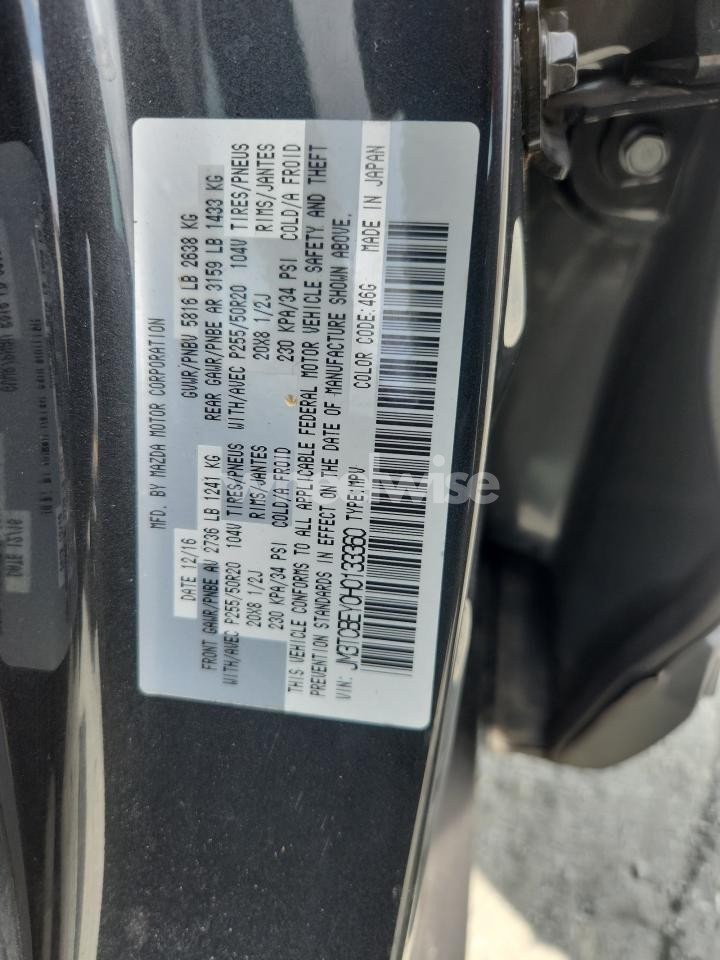 MFD. BY MAZDA MOTOR CORPORATION
DATE 12/16 GVWR/PNBV 5816 LB 2638 KG
FRONT GAWR/PNBE AV 2736 LB 1241 KG REAR GAWR/PNBE AR 3159 LB 1433 KG
WITH/AVEC P255/50R20 104V TIRES/PNEUS WITH/AVEC P255/50R20 104V TIRES/PNEUS
20X8 1/2J RIMS/JANTES 20X8 1/2J RIMS/JANTES
230 KPA/34 PSI COLD/A FROID 230 KPA/34 PSI COLD/A FROID
THIS VEHICLE CONFORMS TO ALL APPLICABLE FEDERAL MOTOR VEHICLE SAFETY AND THEFT
PREVENTION STANDARDS IN EFFECT ON THE DATE OF MANUFACTURE SHOWN ABOVE.
VIN: JM3TCBEY0H0133360 TYPE:MPV COLOR CODE:46G MADE IN JAPAN